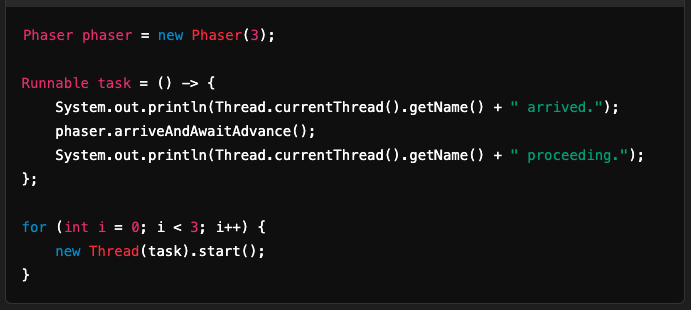 Phaser phaser = new Phaser(3);
Runnable task = () -> {
    System.out.println(Thread.currentThread().getName() + " arrived.");
    phaser.arriveAndAwaitAdvance();
    System.out.println(Thread.currentThread().getName() + " proceeding.");
};
for (int i = 0; i < 3; i++) {
    new Thread(task).start();
}